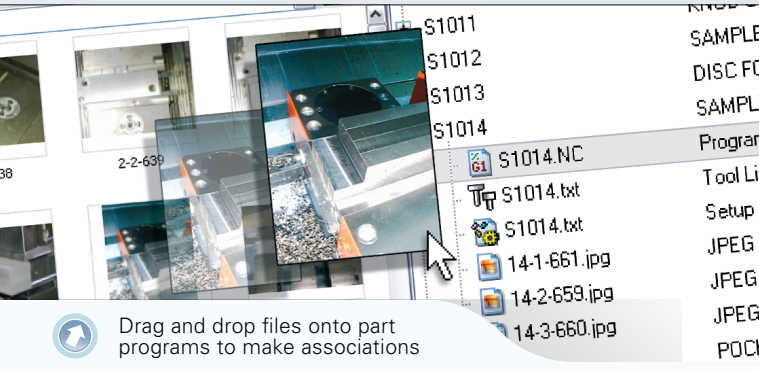 S1011
SAMPLE
S1012
DISC FO
S1013
S1014
S1014.NC
Program
S1014.txt
Tool Li
S1014.txt
Setup
14-1-661.jpg
JPEG
14-2-659.jpg
JPEG
14-3-660.jpg
JPEG
38
2-2-639
G1
Drag and drop files onto part
programs to make associations